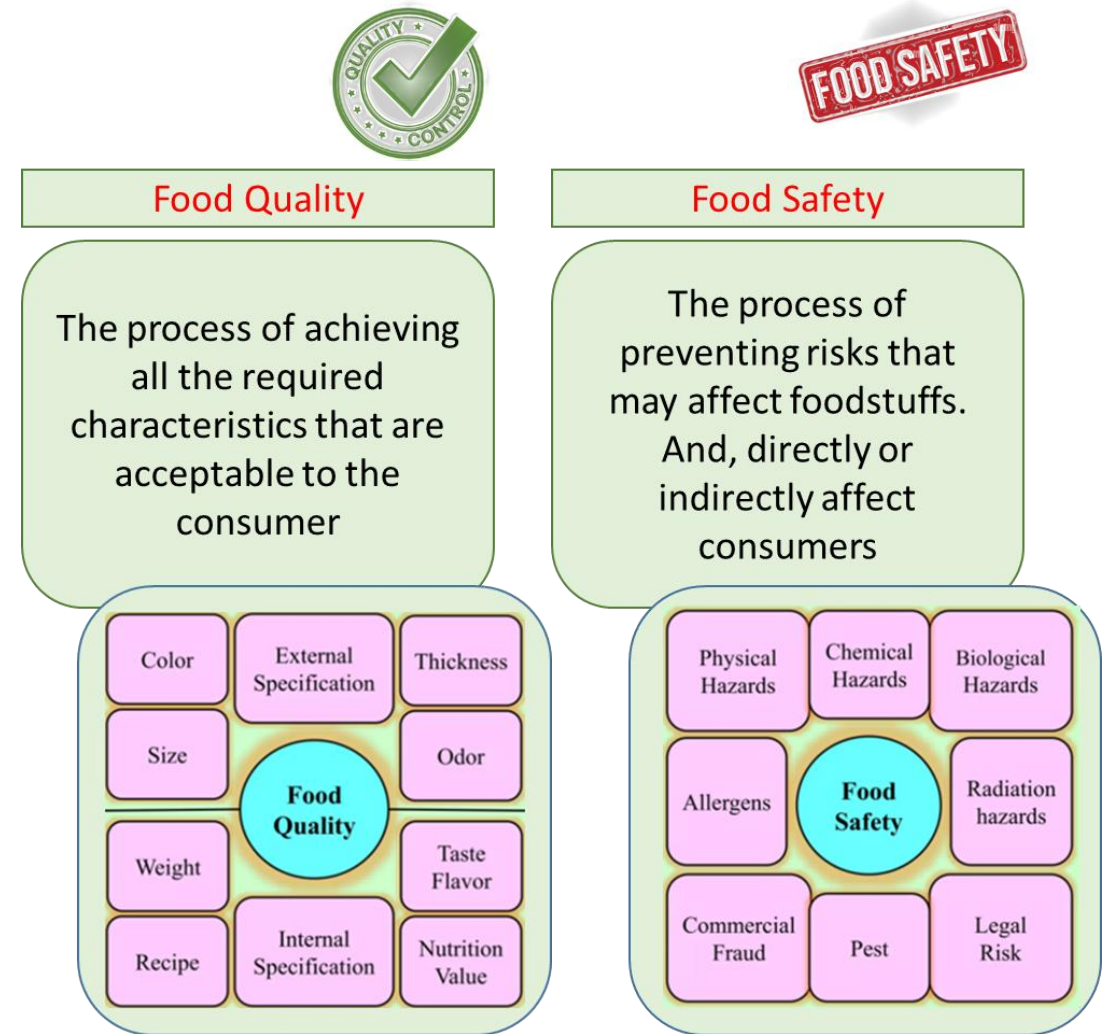 QUALITY
CONTROL
FOOD SAFETY
Food Quality
Food Safety
The process of achieving
all the required
characteristics that are
acceptable to the
consumer
The process of
preventing risks that
may affect foodstuffs.
And, directly or
indirectly affect
consumers
Color
External
Specification
Thickness
Size
Odor
Food
Quality
Weight
Taste
Flavor
Recipe
Internal
Specification
Nutrition
Value
Physical
Hazards
Chemical
Hazards
Biological
Hazards
Allergens
Food
Safety
Radiation
hazards
Commercial
Fraud
Pest
Legal
Risk